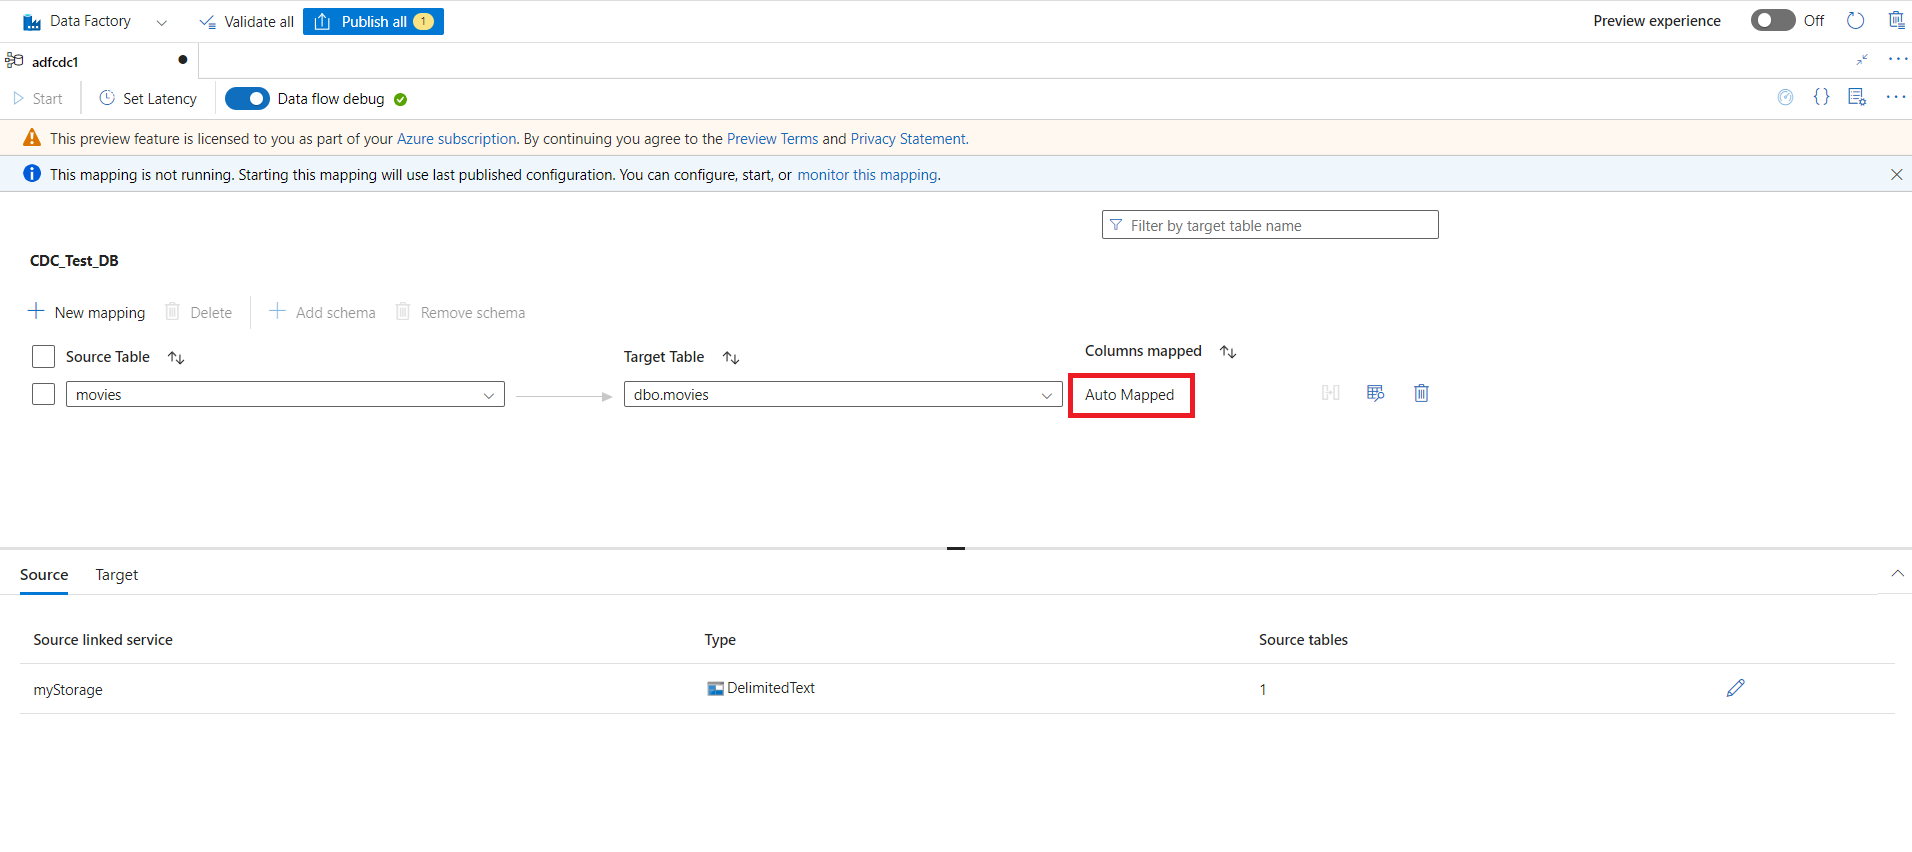 Data Factory Validate all Publish all 1 Preview experience Off
adfcdc1
Start Set Latency Data flow debug {}
This preview feature is licensed to you as part of your Azure subscription. By continuing you agree to the Preview Terms and Privacy Statement.
This mapping is not running. Starting this mapping will use last published configuration. You can configure, start, or monitor this mapping.
Filter by target table name
CDC_Test_DB
New mapping Delete Add schema Remove schema
Source Table Target Table Columns mapped
movies dbo.movies Auto Mapped
Source Target
Source linked service Type Source tables
myStorage DelimitedText 1